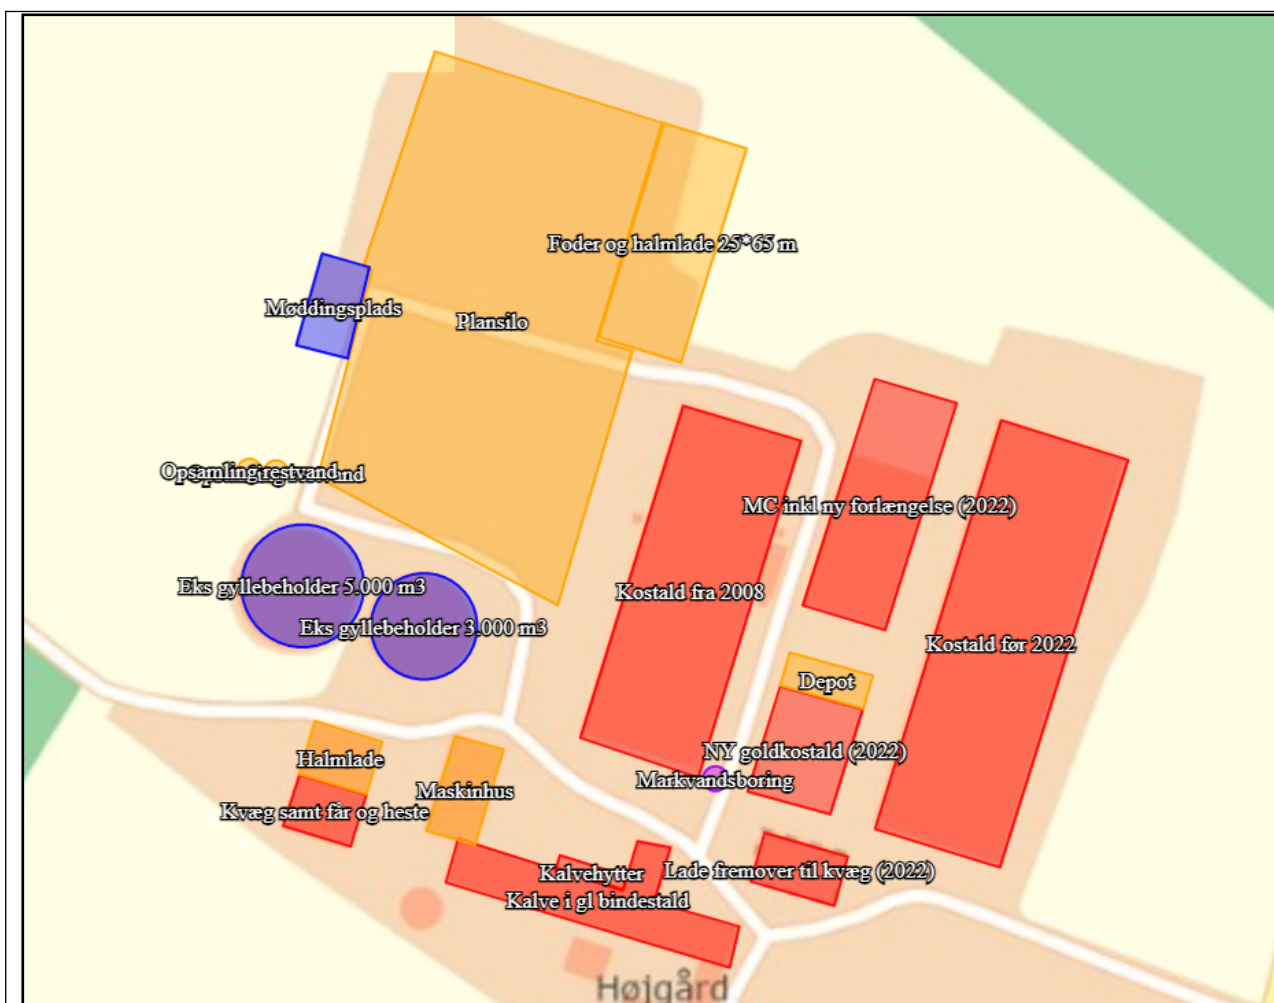 Foder og halmlade 25*65 m
Møddingsplads
Plansilo
Opsamling restvand
MC inkl ny forlængelse (2022)
Eks gyllebeholder 5.000 m3
Kostald fra 2008
Eks gyllebeholder 3.000 m3
Kostald før 2022
Depot
NY goldkostald (2022)
Halmlade
Markvandsboring
Maskinhus
Kvæg samt får og heste
Kalvehytter
Lade fremover til kvæg (2022)
Kalve i gl bindestald
Højgård